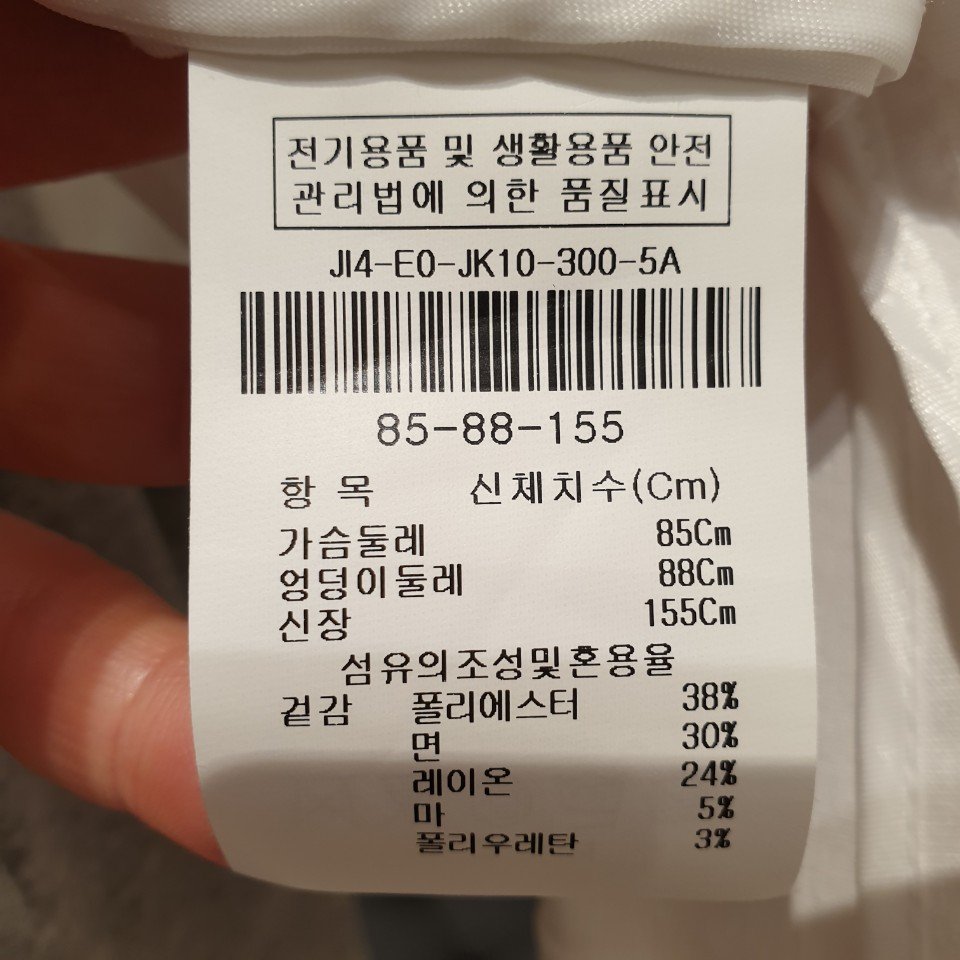 전기용품 및 생활용품 안전
관리법에 의한 품질표시
JI4-E0-JK10-300-5A
85-88-155
항 목 신체치수(Cm)
가슴둘레 85Cm
엉덩이둘레 88Cm
신장 155Cm
섬유의조성및혼용율
겉감 폴리에스터 38%
면 30%
레이온 24%
마 5%
폴리우레탄 3%